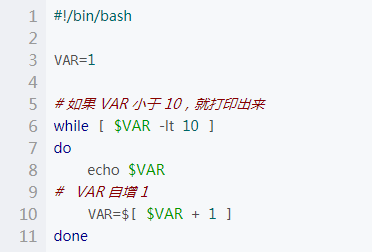 1 #!/bin/bash
2
3 VAR=1
4
5 # 如果 VAR 小于 10，就打印出来
6 while [ $VAR -lt 10 ]
7 do
8     echo $VAR
9 #   VAR 自增 1
10     VAR=$[ $VAR + 1 ]
11 done